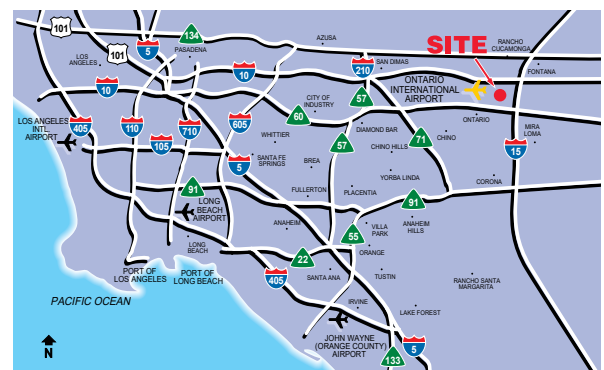 101
134
AZUSA
SITE
RANCHO
CUCAMONGA
LOS
ANGELES
101
5
PASADENA
SAN DIMAS
FONTANA
10
10
210
ONTARIO
INTERNATIONAL
AIRPORT
57
CITY OF
INDUSTRY
60
ONTARIO
LOS ANGELES
INTL.
AIRPORT
405
110
710
605
DIAMOND BAR
MIRA
LOMA
105
WHITTIER
57
CHINO HILLS
71
CHINO
15
5
SANTA FE
SPRINGS
BREA
YORBA LINDA
CORONA
91
FULLERTON
PLACENTIA
91
LONG
BEACH
AIRPORT
ANAHEIM
VILLA
PARK
ANAHEIM
HILLS
55
LONG
BEACH
ORANGE
22
PORT OF
LOS ANGELES
PORT OF
LONG BEACH
405
SANTA ANA
TUSTIN
RANCHO SANTA
MARGARITA
PACIFIC OCEAN
IRVINE
LAKE FOREST
N
JOHN WAYNE
(ORANGE COUNTY)
AIRPORT
5
133